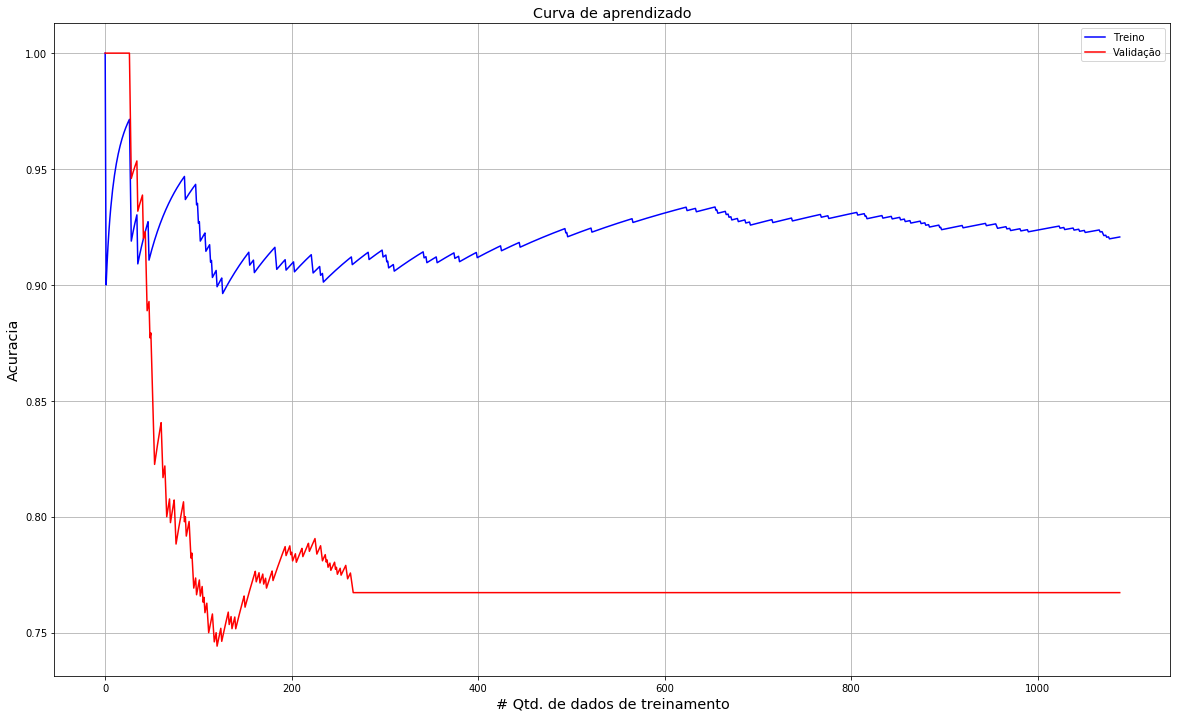 Curva de aprendizado
Treino
Validação
Acuracia
1.00
0.95
0.90
0.85
0.80
0.75
0
200
400
600
800
1000
# Qtd. de dados de treinamento